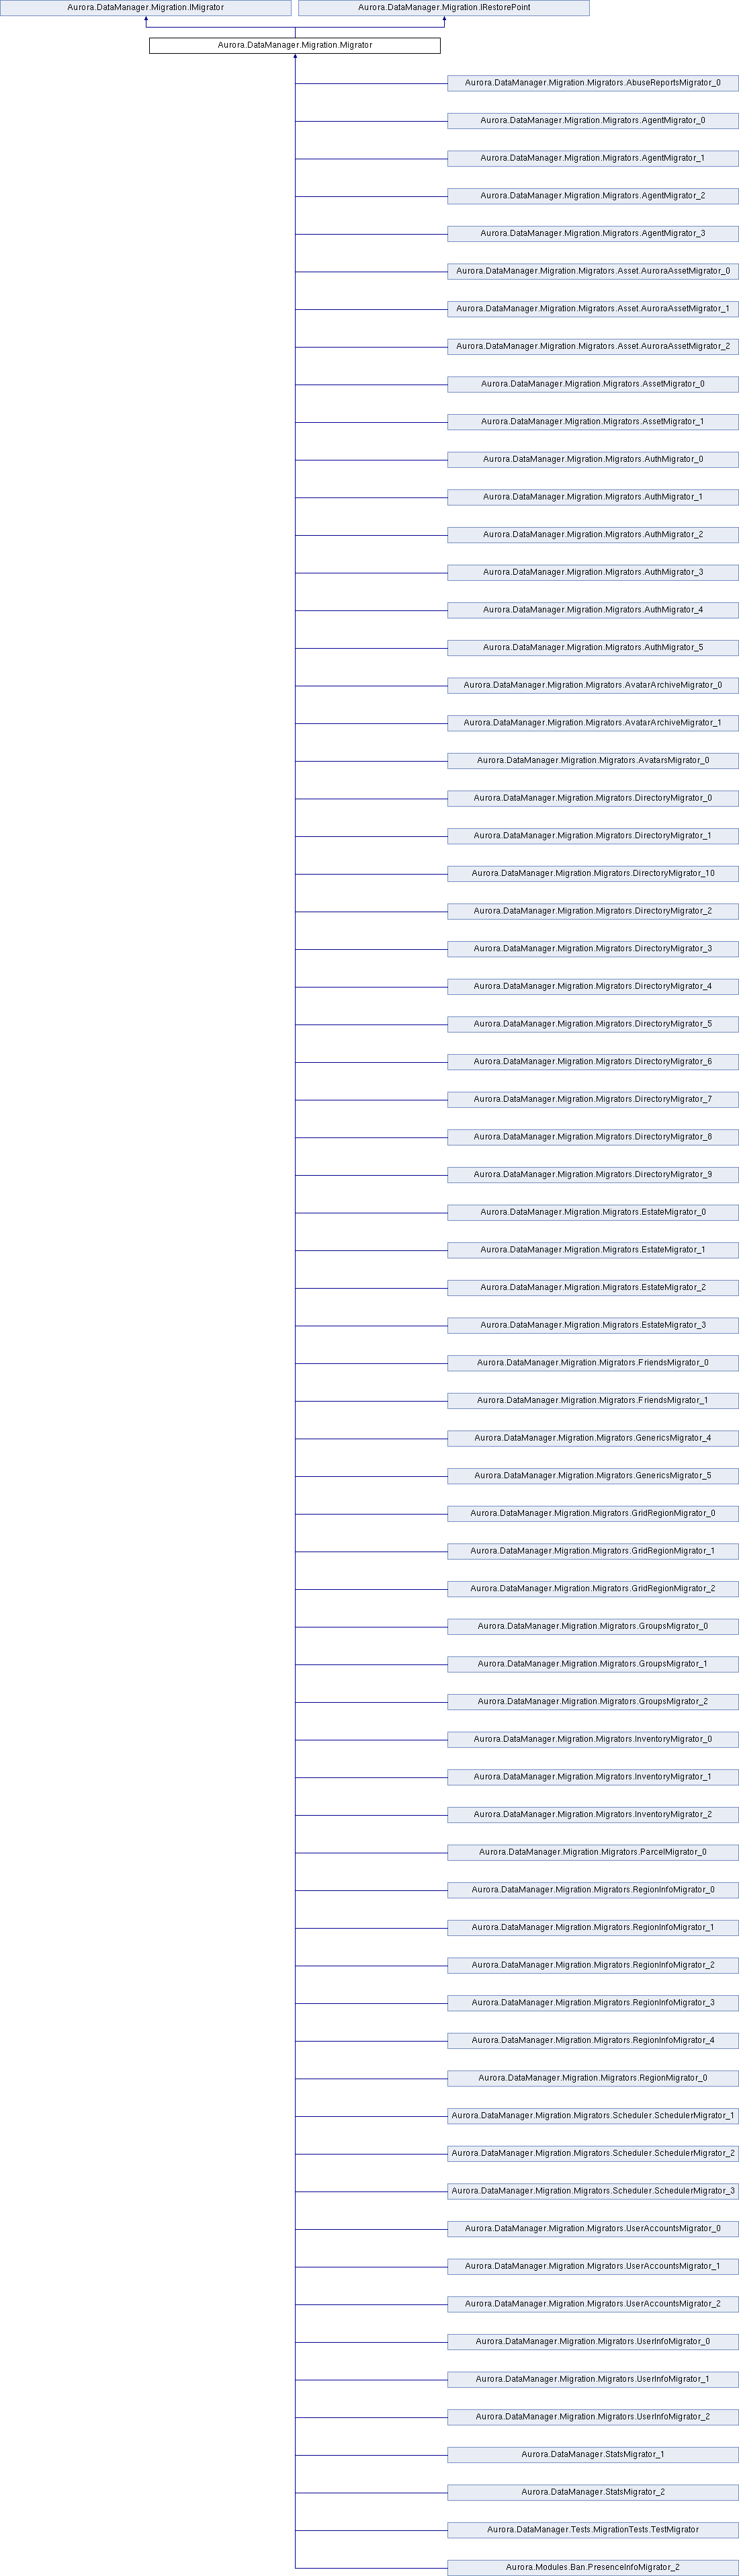 Aurora.DataManager.Migration.IMigrator
Aurora.DataManager.Migration.IRestorePoint
Aurora.DataManager.Migration.Migrator
Aurora.DataManager.Migration.Migrators.AbuseReportsMigrator_0
Aurora.DataManager.Migration.Migrators.AgentMigrator_0
Aurora.DataManager.Migration.Migrators.AgentMigrator_1
Aurora.DataManager.Migration.Migrators.AgentMigrator_2
Aurora.DataManager.Migration.Migrators.AgentMigrator_3
Aurora.DataManager.Migration.Migrators.Asset.AuroraAssetMigrator_0
Aurora.DataManager.Migration.Migrators.Asset.AuroraAssetMigrator_1
Aurora.DataManager.Migration.Migrators.Asset.AuroraAssetMigrator_2
Aurora.DataManager.Migration.Migrators.AssetMigrator_0
Aurora.DataManager.Migration.Migrators.AssetMigrator_1
Aurora.DataManager.Migration.Migrators.AuthMigrator_0
Aurora.DataManager.Migration.Migrators.AuthMigrator_1
Aurora.DataManager.Migration.Migrators.AuthMigrator_2
Aurora.DataManager.Migration.Migrators.AuthMigrator_3
Aurora.DataManager.Migration.Migrators.AuthMigrator_4
Aurora.DataManager.Migration.Migrators.AuthMigrator_5
Aurora.DataManager.Migration.Migrators.AvatarArchiveMigrator_0
Aurora.DataManager.Migration.Migrators.AvatarArchiveMigrator_1
Aurora.DataManager.Migration.Migrators.AvatarsMigrator_0
Aurora.DataManager.Migration.Migrators.DirectoryMigrator_0
Aurora.DataManager.Migration.Migrators.DirectoryMigrator_1
Aurora.DataManager.Migration.Migrators.DirectoryMigrator_10
Aurora.DataManager.Migration.Migrators.DirectoryMigrator_2
Aurora.DataManager.Migration.Migrators.DirectoryMigrator_3
Aurora.DataManager.Migration.Migrators.DirectoryMigrator_4
Aurora.DataManager.Migration.Migrators.DirectoryMigrator_5
Aurora.DataManager.Migration.Migrators.DirectoryMigrator_6
Aurora.DataManager.Migration.Migrators.DirectoryMigrator_7
Aurora.DataManager.Migration.Migrators.DirectoryMigrator_8
Aurora.DataManager.Migration.Migrators.DirectoryMigrator_9
Aurora.DataManager.Migration.Migrators.EstateMigrator_0
Aurora.DataManager.Migration.Migrators.EstateMigrator_1
Aurora.DataManager.Migration.Migrators.EstateMigrator_2
Aurora.DataManager.Migration.Migrators.EstateMigrator_3
Aurora.DataManager.Migration.Migrators.FriendsMigrator_0
Aurora.DataManager.Migration.Migrators.FriendsMigrator_1
Aurora.DataManager.Migration.Migrators.GenericsMigrator_4
Aurora.DataManager.Migration.Migrators.GenericsMigrator_5
Aurora.DataManager.Migration.Migrators.GridRegionMigrator_0
Aurora.DataManager.Migration.Migrators.GridRegionMigrator_1
Aurora.DataManager.Migration.Migrators.GridRegionMigrator_2
Aurora.DataManager.Migration.Migrators.GroupsMigrator_0
Aurora.DataManager.Migration.Migrators.GroupsMigrator_1
Aurora.DataManager.Migration.Migrators.GroupsMigrator_2
Aurora.DataManager.Migration.Migrators.InventoryMigrator_0
Aurora.DataManager.Migration.Migrators.InventoryMigrator_1
Aurora.DataManager.Migration.Migrators.InventoryMigrator_2
Aurora.DataManager.Migration.Migrators.ParcelMigrator_0
Aurora.DataManager.Migration.Migrators.RegionInfoMigrator_0
Aurora.DataManager.Migration.Migrators.RegionInfoMigrator_1
Aurora.DataManager.Migration.Migrators.RegionInfoMigrator_2
Aurora.DataManager.Migration.Migrators.RegionInfoMigrator_3
Aurora.DataManager.Migration.Migrators.RegionInfoMigrator_4
Aurora.DataManager.Migration.Migrators.RegionMigrator_0
Aurora.DataManager.Migration.Migrators.Scheduler.SchedulerMigrator_1
Aurora.DataManager.Migration.Migrators.Scheduler.SchedulerMigrator_2
Aurora.DataManager.Migration.Migrators.Scheduler.SchedulerMigrator_3
Aurora.DataManager.Migration.Migrators.UserAccountsMigrator_0
Aurora.DataManager.Migration.Migrators.UserAccountsMigrator_1
Aurora.DataManager.Migration.Migrators.UserAccountsMigrator_2
Aurora.DataManager.Migration.Migrators.UserInfoMigrator_0
Aurora.DataManager.Migration.Migrators.UserInfoMigrator_1
Aurora.DataManager.Migration.Migrators.UserInfoMigrator_2
Aurora.DataManager.StatsMigrator_1
Aurora.DataManager.StatsMigrator_2
Aurora.DataManager.Tests.MigrationTests.TestMigrator
Aurora.Modules.Ban.PresenceInfoMigrator_2